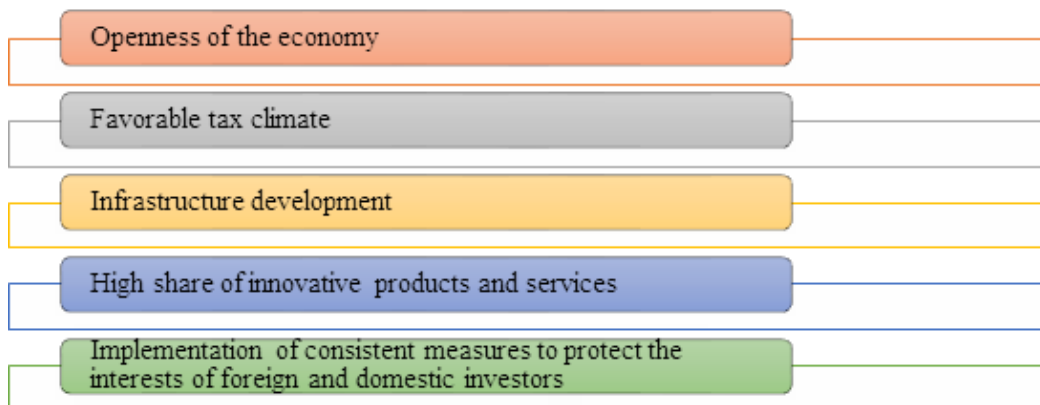 Openness of the economy
Favorable tax climate
Infrastructure development
High share of innovative products and services
Implementation of consistent measures to protect the
interests of foreign and domestic investors